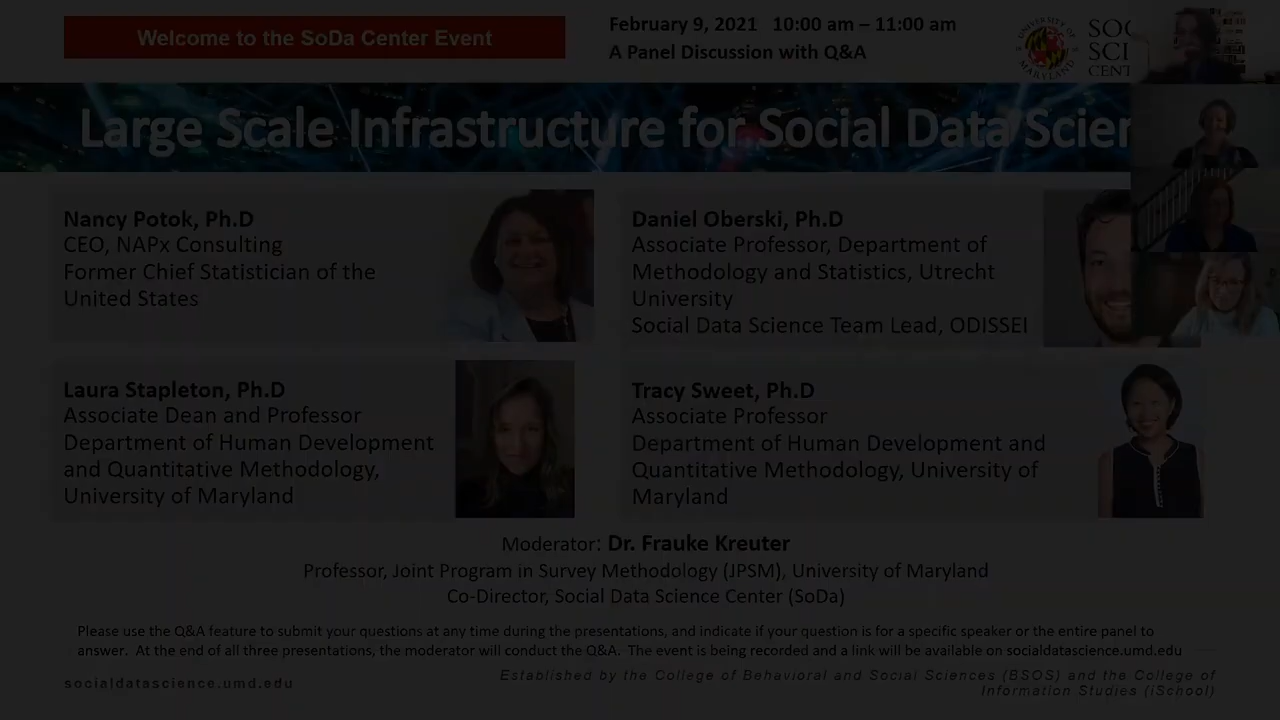 Welcome to the SoDa Center Event
February 9, 2021 10:00 am – 11:00 am
A Panel Discussion with Q&A
UNIVERSITY OF MARYLAND
SOC
SCI
CENT
Large Scale Infrastructure for Social Data Scien
Nancy Potok, Ph.D
CEO, NAPx Consulting
Former Chief Statistician of the
United States
Daniel Oberski, Ph.D
Associate Professor, Department of
Methodology and Statistics, Utrecht
University
Social Data Science Team Lead, ODISSEI
Laura Stapleton, Ph.D
Associate Dean and Professor
Department of Human Development
and Quantitative Methodology,
University of Maryland
Tracy Sweet, Ph.D
Associate Professor
Department of Human Development and
Quantitative Methodology, University of
Maryland
Moderator: Dr. Frauke Kreuter
Professor, Joint Program in Survey Methodology (JPSM), University of Maryland
Co-Director, Social Data Science Center (SoDa)
Please use the Q&A feature to submit your questions at any time during the presentations, and indicate if your question is for a specific speaker or the entire panel to
answer. At the end of all three presentations, the moderator will conduct the Q&A. The event is being recorded and a link will be available on socialdatascience.umd.edu
socialdatascience.umd.edu
Established by the College of Behavioral and Social Sciences (BSOS) and the College of
Information Studies (iSchool)